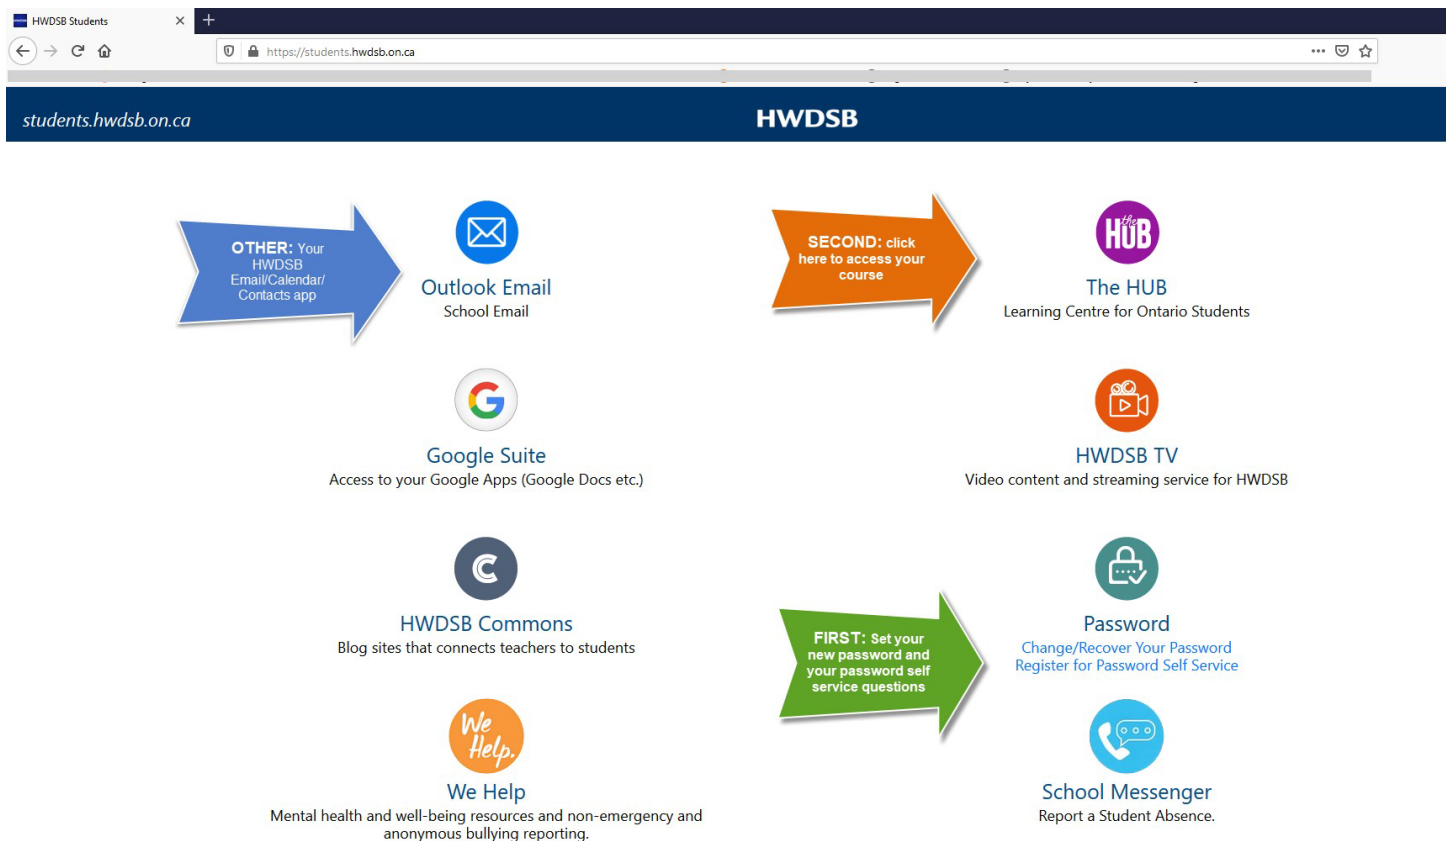 HWDSB Students
https://students.hwdsb.on.ca
students.hwdsb.on.ca
HWDSB
OTHER: Your
HWDSB
Email/Calendar/
Contacts app
Outlook Email
School Email
SECOND: click
here to access your
course
the HUB
The HUB
Learning Centre for Ontario Students
G
Google Suite
Access to your Google Apps (Google Docs etc.)
HWDSB TV
Video content and streaming service for HWDSB
C
HWDSB Commons
Blog sites that connects teachers to students
FIRST: Set your
new password and
your password self
service questions
Password
Change/Recover Your Password
Register for Password Self Service
We
Help.
We Help
Mental health and well-being resources and non-emergency and
anonymous bullying reporting.
School Messenger
Report a Student Absence.